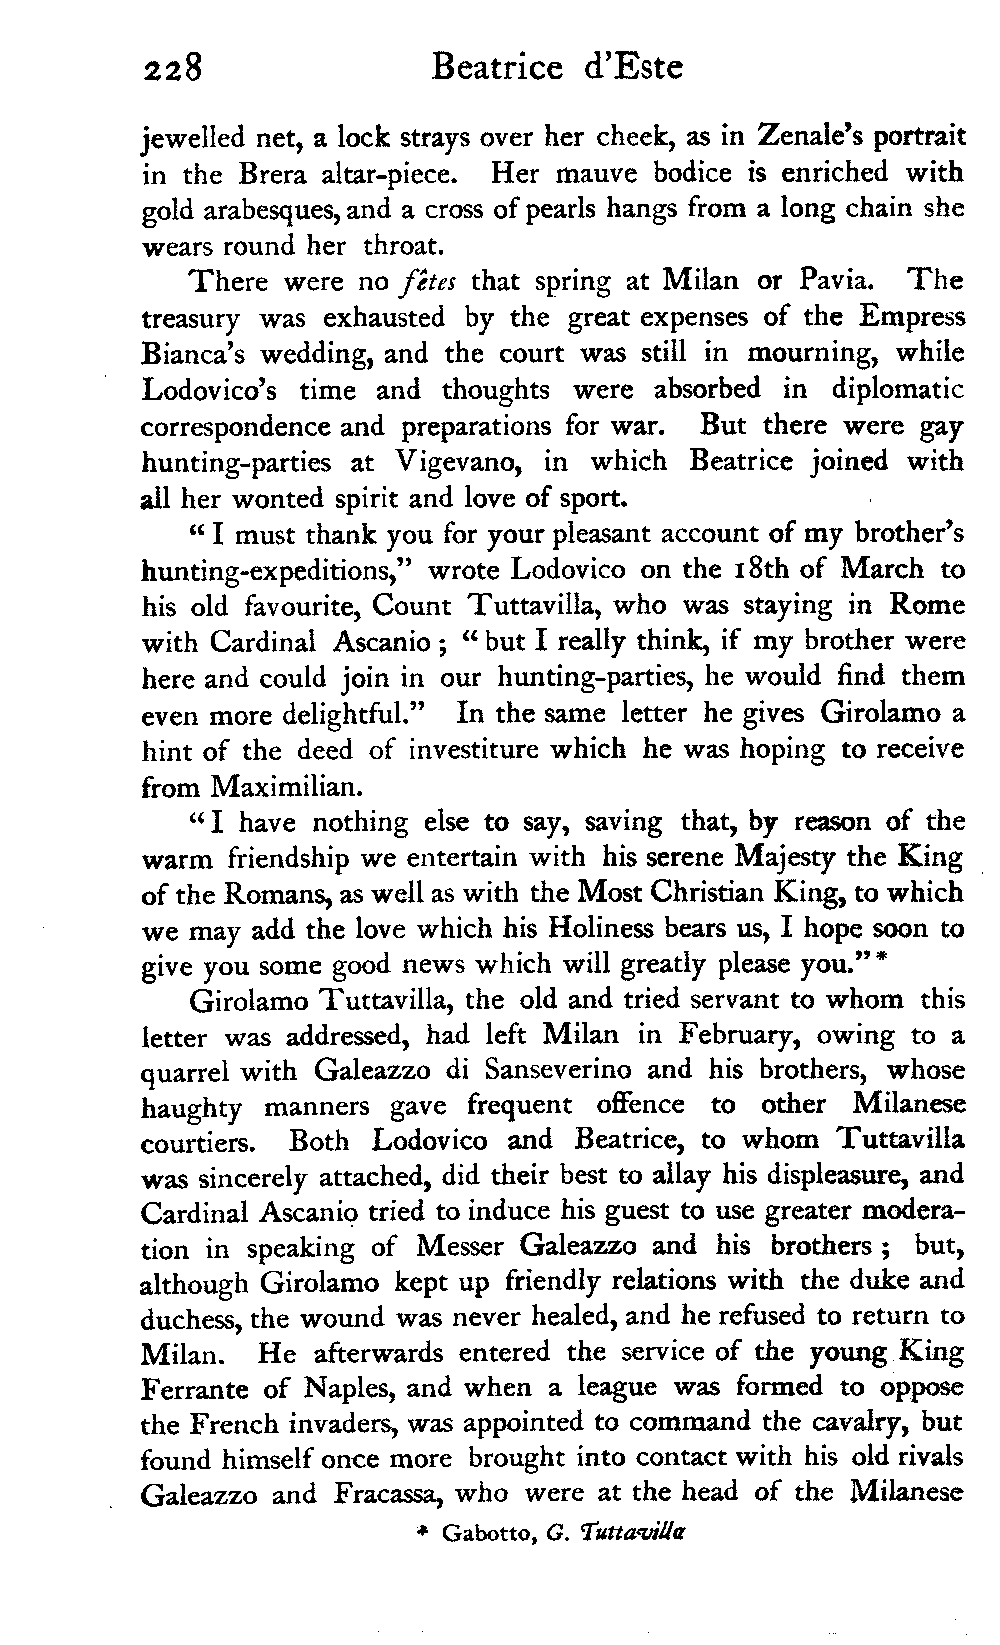 228 Beatrice d'Este
jewelled net, a lock strays over her cheek, as in Zenale's portrait
in the Brera altar-piece. Her mauve bodice is enriched with
gold arabesques, and a cross of pearls hangs from a long chain she
wears round her throat.
There were no fêtes that spring at Milan or Pavia. The
treasury was exhausted by the great expenses of the Empress
Bianca's wedding, and the court was still in mourning, while
Lodovico's time and thoughts were absorbed in diplomatic
correspondence and preparations for war. But there were gay
hunting-parties at Vigevano, in which Beatrice joined with
all her wonted spirit and love of sport.
"I must thank you for your pleasant account of my brother's
hunting-expeditions," wrote Lodovico on the 18th of March to
his old favourite, Count Tuttavilla, who was staying in Rome
with Cardinal Ascanio; "but I really think, if my brother were
here and could join in our hunting-parties, he would find them
even more delightful." In the same letter he gives Girolamo a
hint of the deed of investiture which he was hoping to receive
from Maximilian.
"I have nothing else to say, saving that, by reason of the
warm friendship we entertain with his serene Majesty the King
of the Romans, as well as with the Most Christian King, to which
we may add the love which his Holiness bears us, I hope soon to
give you some good news which will greatly please you."*
Girolamo Tuttavilla, the old and tried servant to whom this
letter was addressed, had left Milan in February, owing to a
quarrel with Galeazzo di Sanseverino and his brothers, whose
haughty manners gave frequent offence to other Milanese
courtiers. Both Lodovico and Beatrice, to whom Tuttavilla
was sincerely attached, did their best to allay his displeasure, and
Cardinal Ascanio tried to induce his guest to use greater modera-
tion in speaking of Messer Galeazzo and his brothers; but,
although Girolamo kept up friendly relations with the duke and
duchess, the wound was never healed, and he refused to return to
Milan. He afterwards entered the service of the young King
Ferrante of Naples, and when a league was formed to oppose
the French invaders, was appointed to command the cavalry, but
found himself once more brought into contact with his old rivals
Galeazzo and Fracassa, who were at the head of the Milanese
* Gabotto, G. Tuttavilla